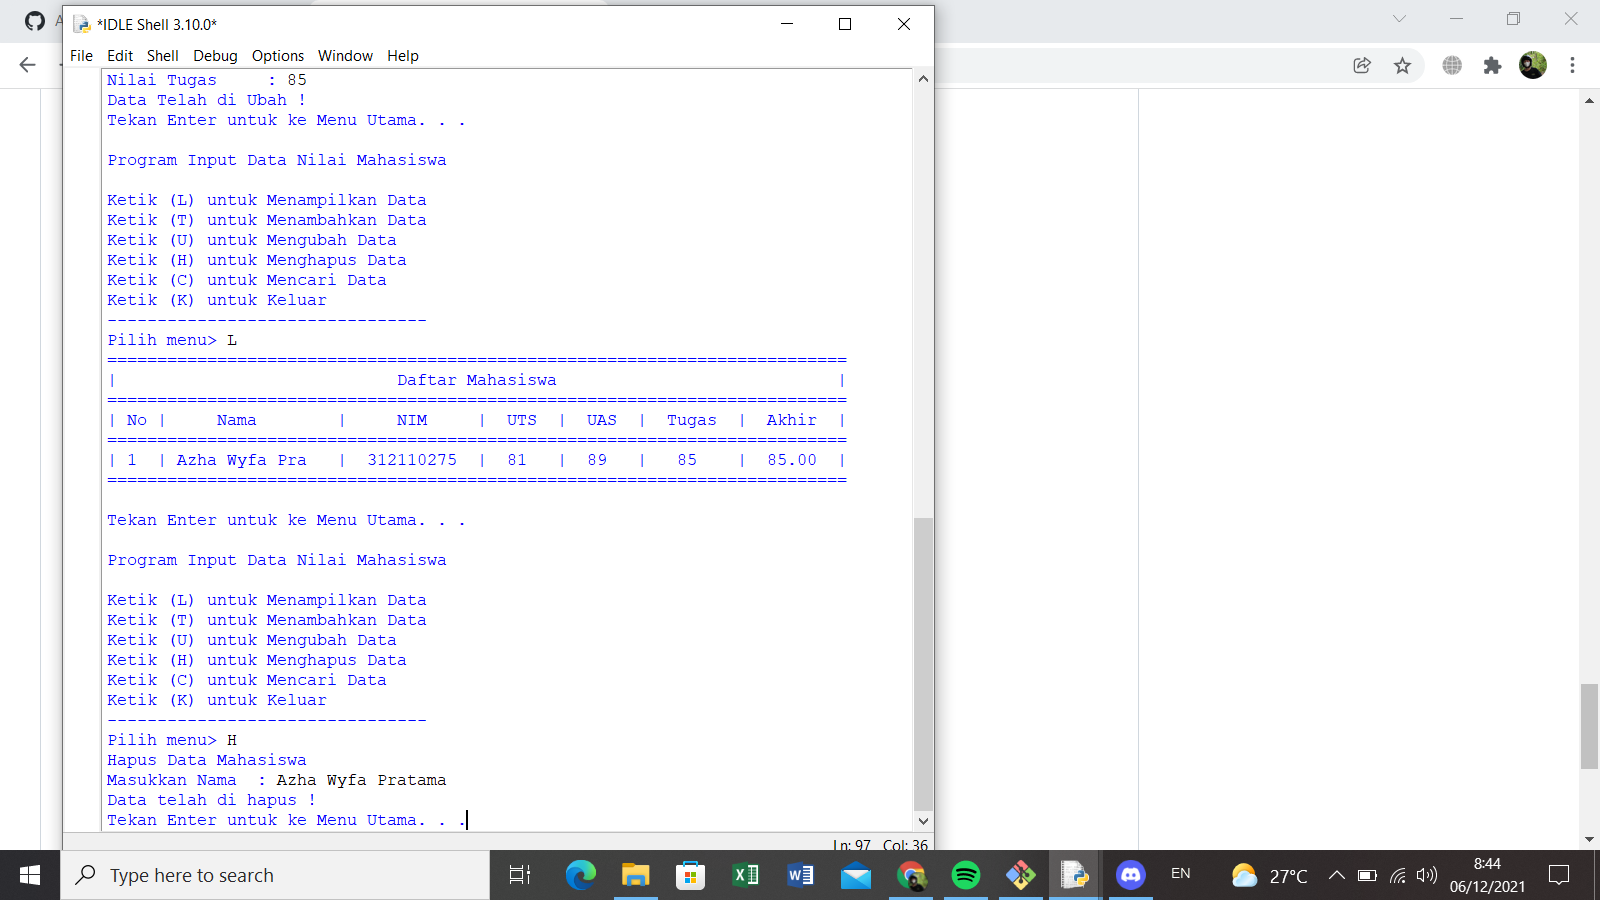 *IDLE Shell 3.10.0*
File Edit Shell Debug Options Window Help
Nilai Tugas     : 85
Data Telah di Ubah !
Tekan Enter untuk ke Menu Utama. . .
Program Input Data Nilai Mahasiswa
Ketik (L) untuk Menampilkan Data
Ketik (T) untuk Menambahkan Data
Ketik (U) untuk Mengubah Data
Ketik (H) untuk Menghapus Data
Ketik (C) untuk Mencari Data
Ketik (K) untuk Keluar
--------------------------------
Pilih menu> L
==========================================================================
|                            Daftar Mahasiswa                            |
==========================================================================
| No |     Nama        |     NIM     |  UTS  |  UAS  |  Tugas  |  Akhir  |
==========================================================================
| 1  | Azha Wyfa Pra   |  312110275  |  81   |  89   |   85    |  85.00  |
==========================================================================
Tekan Enter untuk ke Menu Utama. . .
Program Input Data Nilai Mahasiswa
Ketik (L) untuk Menampilkan Data
Ketik (T) untuk Menambahkan Data
Ketik (U) untuk Mengubah Data
Ketik (H) untuk Menghapus Data
Ketik (C) untuk Mencari Data
Ketik (K) untuk Keluar
--------------------------------
Pilih menu> H
Hapus Data Mahasiswa
Masukkan Nama  : Azha Wyfa Pratama
Data telah di hapus !
Tekan Enter untuk ke Menu Utama. . .
Ln: 97 Col: 36
Type here to search
EN
27°C
8:44
06/12/2021